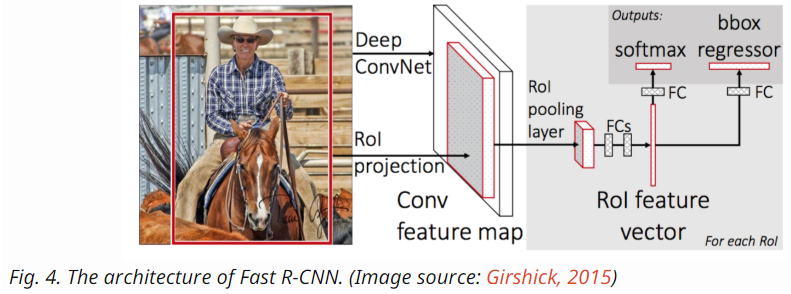 Deep
ConvNet
RoI
projection
Conv
feature map
RoI
pooling
layer
FCs
Outputs:
softmax
bbox
regressor
FC
FC
RoI feature
vector
For each RoI
Fig. 4. The architecture of Fast R-CNN. (Image source: Girshick, 2015)